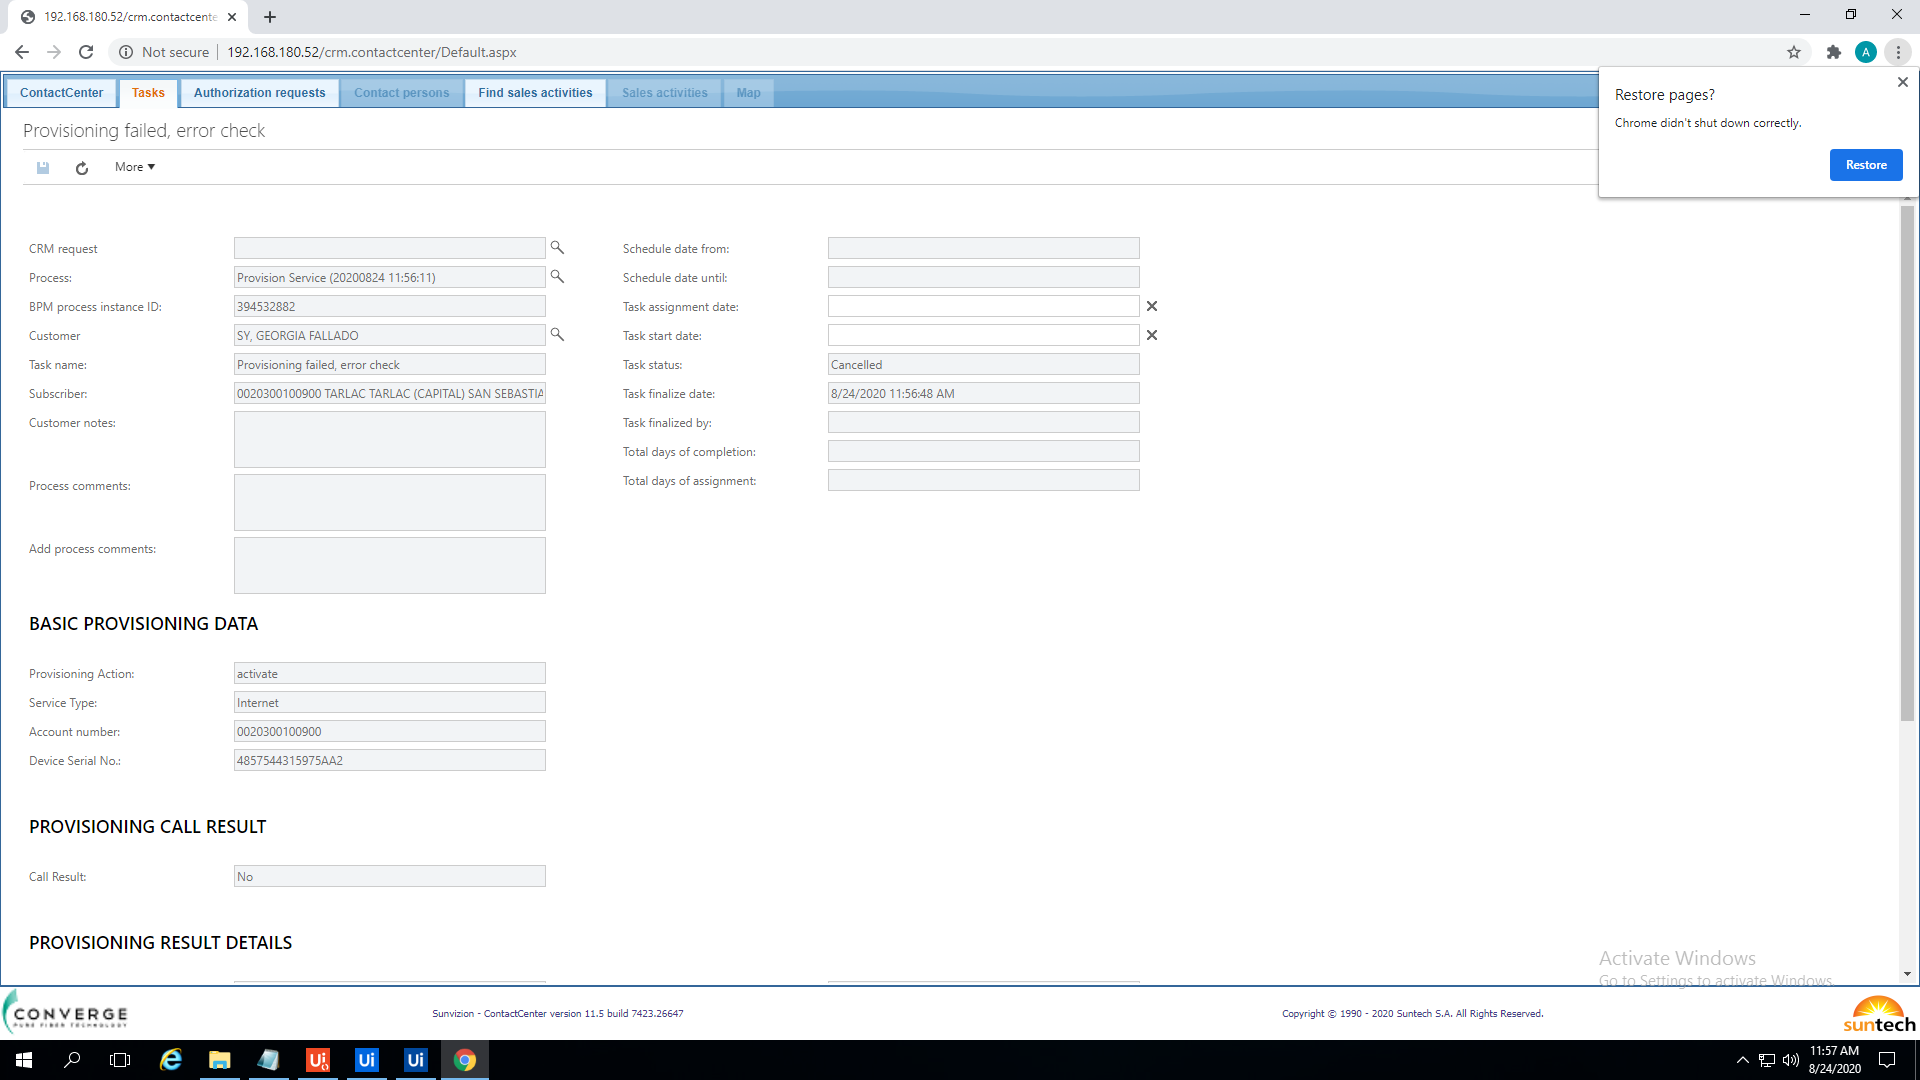 192.168.180.52/crm.contactcente
Not secure
192.168.180.52/crm.contactcenter/Default.aspx
A
ContactCenter
Tasks
Authorization requests
Contact persons
Find sales activities
Sales activities
Map
Restore pages?
Chrome didn't shut down correctly.
Restore
Provisioning failed, error check
More
CRM request
Process:
Provision Service (20200824 11:56:11)
BPM process instance ID:
394532882
Customer
SY, GEORGIA FALLADO
Task name:
Provisioning failed, error check
Subscriber:
0020300100900 TARLAC TARLAC (CAPITAL) SAN SEBASTIA
Customer notes:
Process comments:
Add process comments:
Schedule date from:
Schedule date until:
Task assignment date:
Task start date:
Task status:
Cancelled
Task finalize date:
8/24/2020 11:56:48 AM
Task finalized by:
Total days of completion:
Total days of assignment:
BASIC PROVISIONING DATA
Provisioning Action:
activate
Service Type:
Internet
Account number:
0020300100900
Device Serial No.:
4857544315975AA2
PROVISIONING CALL RESULT
Call Result:
No
PROVISIONING RESULT DETAILS
Activate Windows
Go to Settings to activate Windows.
CONVERGE
PURE FIBER TECHNOLOGY
Sunvizion - ContactCenter version 11.5 build 7423.26647
Copyright © 1990 - 2020 Suntech S.A. All Rights Reserved.
suntech
Ui
Ui
Ui
11:57 AM
8/24/2020